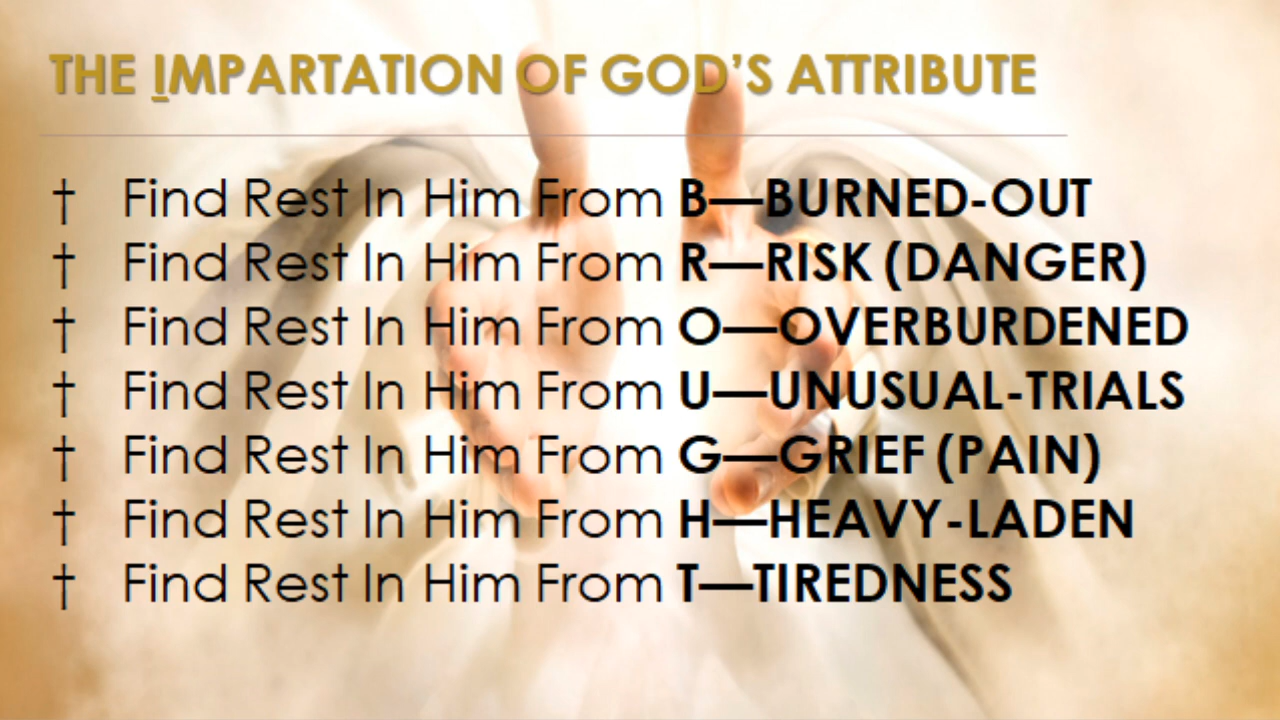 THE IMPARTATION OF GOD’S ATTRIBUTE
† Find Rest In Him From B—BURNED-OUT
† Find Rest In Him From R—RISK (DANGER)
† Find Rest In Him From O—OVERBURDENED
† Find Rest In Him From U—UNUSUAL-TRIALS
† Find Rest In Him From G—GRIEF (PAIN)
† Find Rest In Him From H—HEAVY-LADEN
† Find Rest In Him From T—TIREDNESS